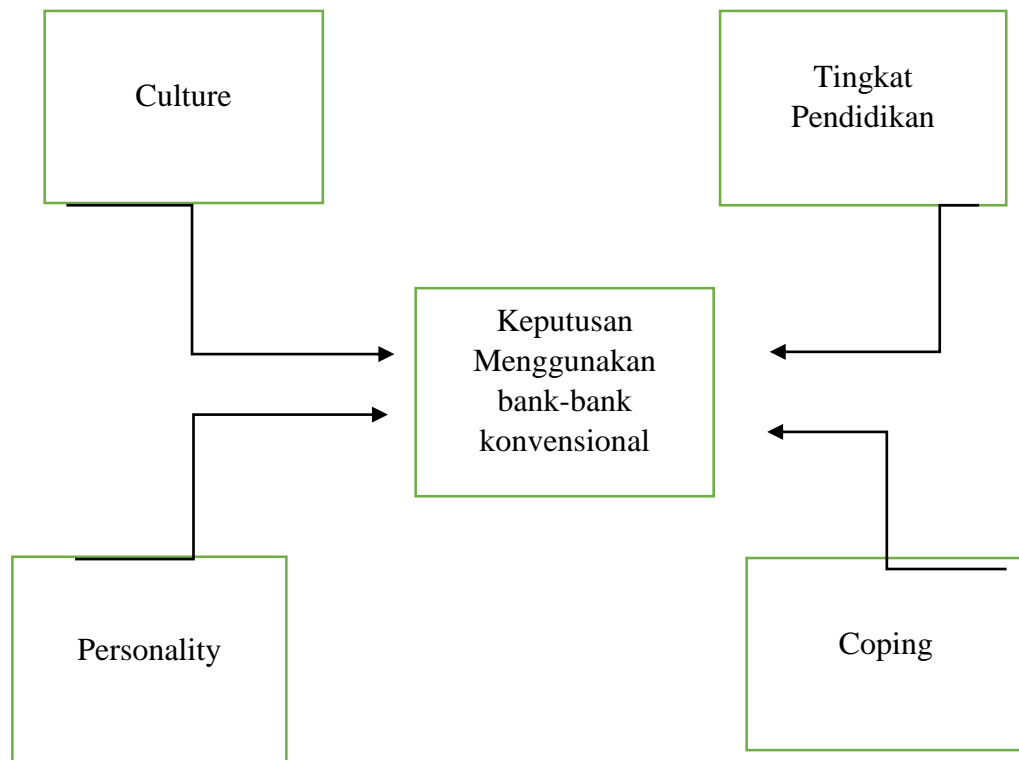 Culture
Tingkat
Pendidikan
Keputusan
Menggunakan
bank-bank
konvensional
Personality
Coping